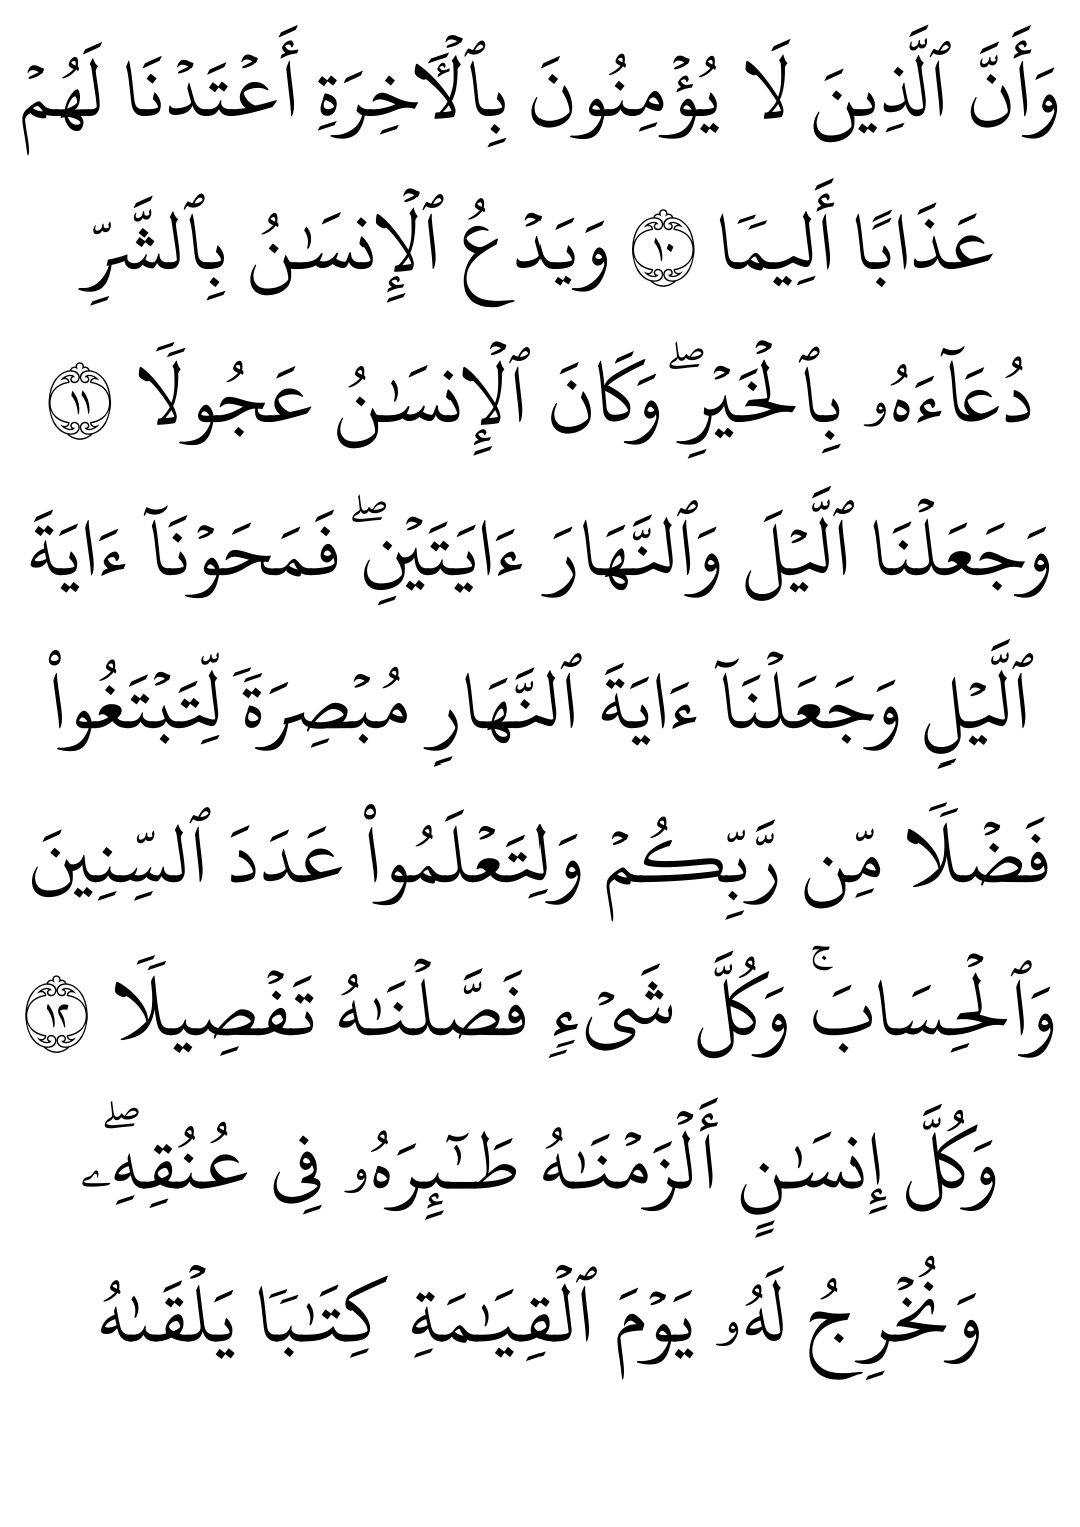 وَأَنَّ ٱلَّذِينَ لَا يُؤۡمِنُونَ بِٱلۡأٓخِرَةِ أَعۡتَدۡنَا لَهُمۡ
عَذَابًا أَلِيمٗا ١٠ وَيَدۡعُ ٱلۡإِنسَٰنُ بِٱلشَّرِّ
دُعَآءَهُۥ بِٱلۡخَيۡرِۖ وَكَانَ ٱلۡإِنسَٰنُ عَجُولٗا ١١
وَجَعَلۡنَا ٱلَّيۡلَ وَٱلنَّهَارَ ءَايَتَيۡنِۖ فَمَحَوۡنَآ ءَايَةَ
ٱلَّيۡلِ وَجَعَلۡنَآ ءَايَةَ ٱلنَّهَارِ مُبۡصِرَةٗ لِّتَبۡتَغُواْ
فَضۡلٗا مِّن رَّبِّكُمۡ وَلِتَعۡلَمُواْ عَدَدَ ٱلسِّنِينَ
وَٱلۡحِسَابَۚ وَكُلَّ شَيۡءٖ فَصَّلۡنَٰهُ تَفۡصِيلٗا ١٢
وَكُلَّ إِنسَٰنٍ أَلۡزَمۡنَٰهُ طَٰٓئِرَهُۥ فِي عُنُقِهِۦۖ
وَنُخۡرِجُ لَهُۥ يَوۡمَ ٱلۡقِيَٰمَةِ كِتَٰبٗا يَلۡقَىٰهُ